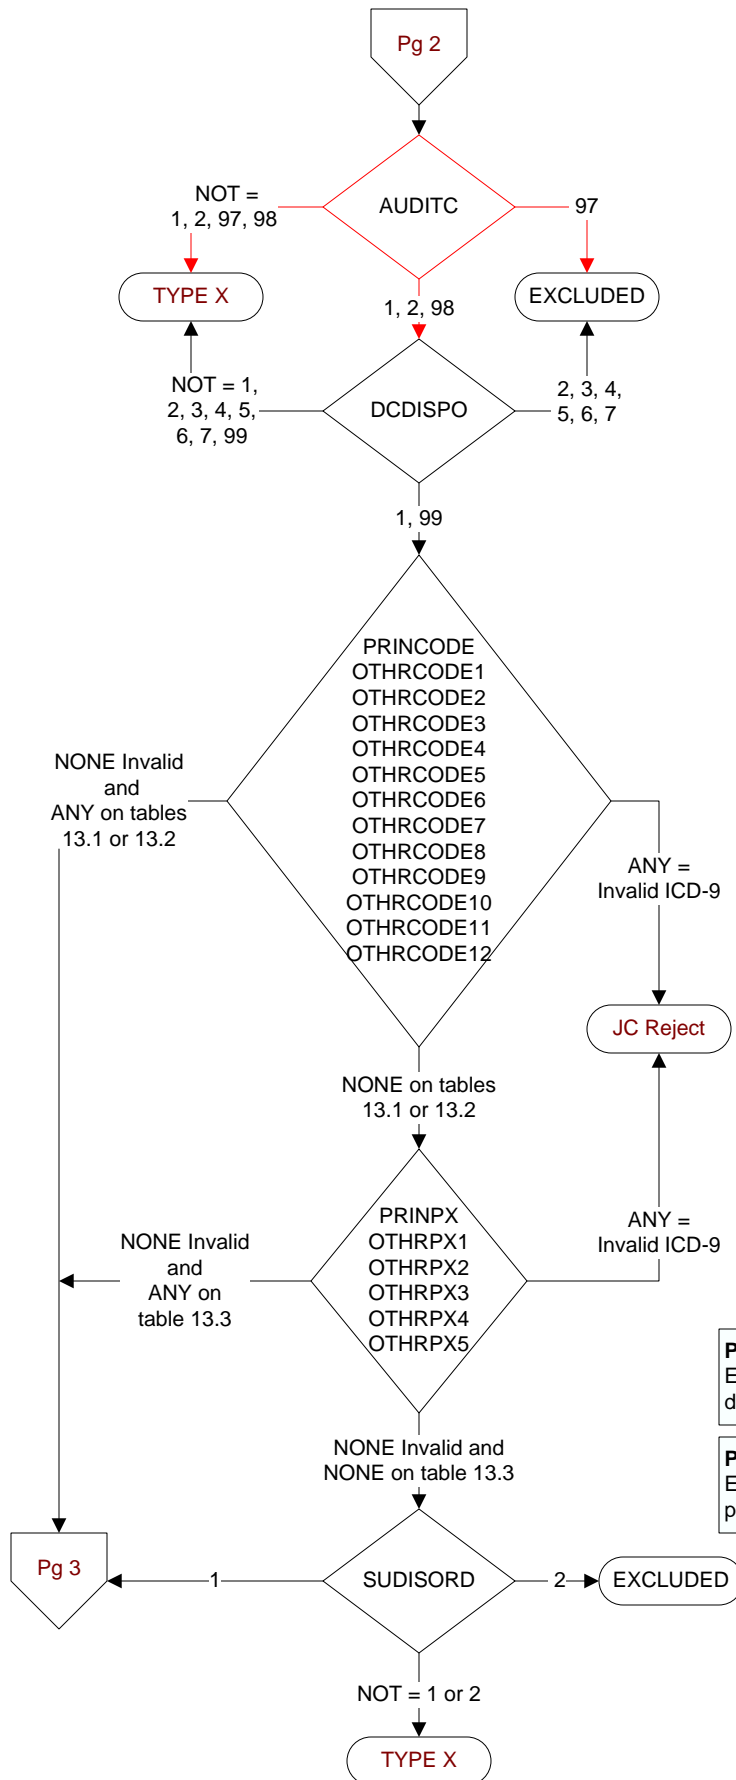 Pg 2
AUDITC
NOT =
1, 2, 97, 98
97
TYPE X
EXCLUDED
1, 2, 98
DCDISPO
NOT = 1,
2, 3, 4, 5,
6, 7, 99
2, 3, 4,
5, 6, 7
1, 99
PRINCODE
OTHRCODE1
OTHRCODE2
OTHRCODE3
OTHRCODE4
OTHRCODE5
OTHRCODE6
OTHRCODE7
OTHRCODE8
OTHRCODE9
OTHRCODE10
OTHRCODE11
OTHRCODE12
NONE Invalid
and
ANY on tables
13.1 or 13.2
ANY =
Invalid ICD-9
JC Reject
NONE on tables
13.1 or 13.2
PRINPX
OTHRPX1
OTHRPX2
OTHRPX3
OTHRPX4
OTHRPX5
NONE Invalid
and
ANY on
table 13.3
ANY =
Invalid ICD-9
P
E
d
P
E
p
NONE Invalid and
NONE on table 13.3
Pg 3
1
SUDISORD
2
EXCLUDED
NOT = 1 or 2
TYPE X